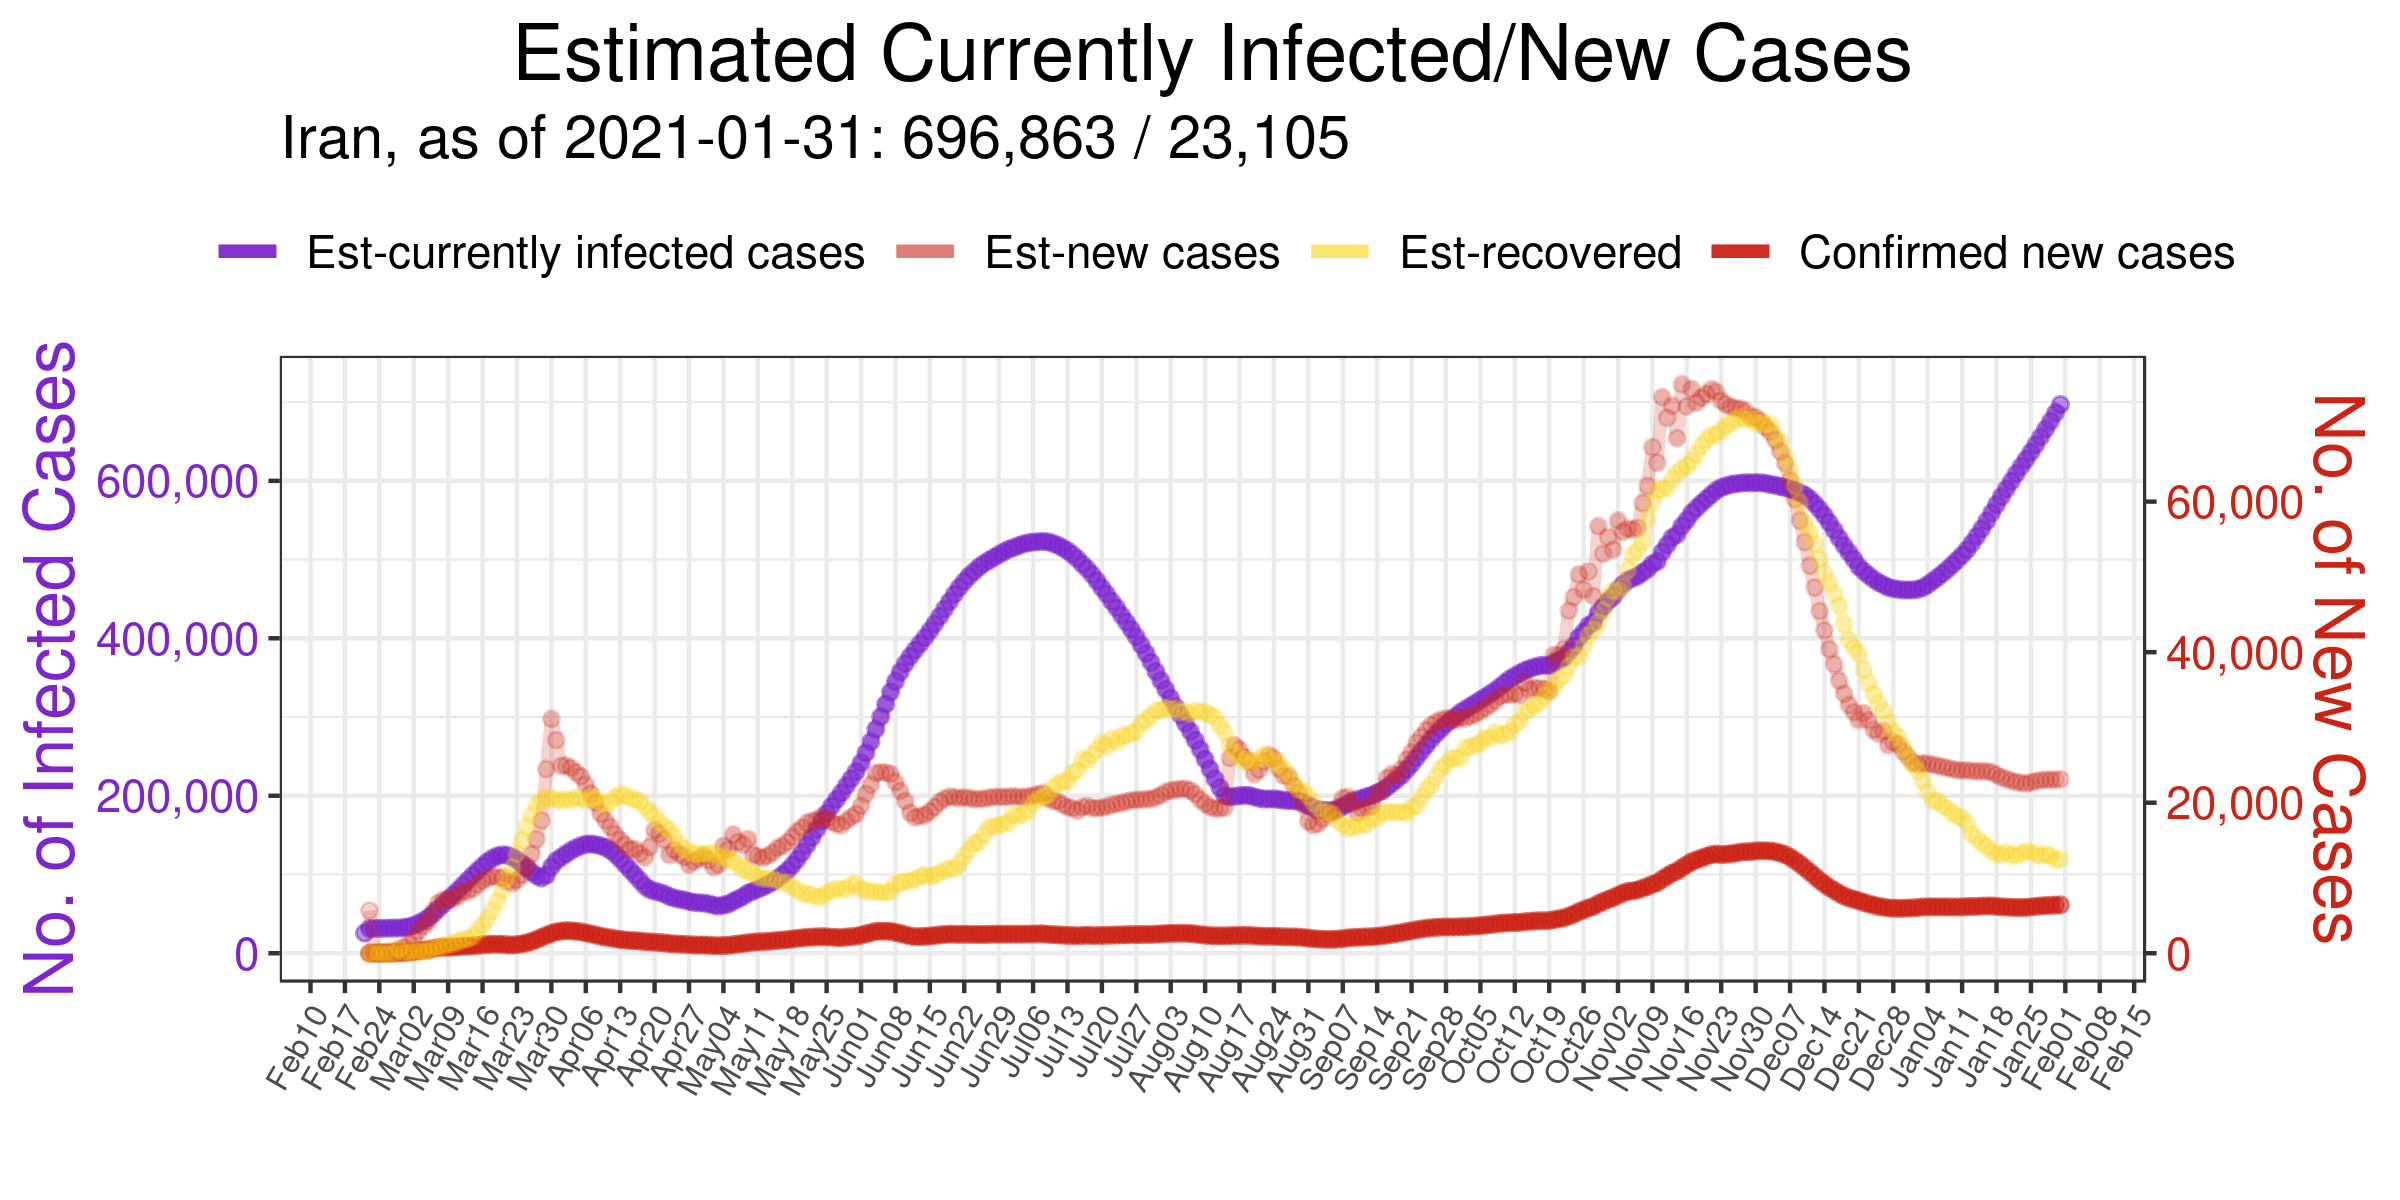 Estimated Currently Infected/New Cases
Iran, as of 2021-01-31: 696,863 / 23,105
Est-currently infected cases Est-new cases Est-recovered Confirmed new cases
No. of Infected Cases
600,000
400,000
200,000
0
No. of New Cases
60,000
40,000
20,000
0
Feb10
Feb17
Feb24
Mar02
Mar09
Mar16
Mar23
Mar30
Apr06
Apr13
Apr20
Apr27
May04
May11
May18
May25
Jun01
Jun08
Jun15
Jun22
Jun29
Jul06
Jul13
Jul20
Jul27
Aug03
Aug10
Aug17
Aug24
Aug31
Sep07
Sep14
Sep21
Sep28
Oct05
Oct12
Oct19
Oct26
Nov02
Nov09
Nov16
Nov23
Nov30
Dec07
Dec14
Dec21
Dec28
Jan04
Jan11
Jan18
Jan25
Feb01
Feb08
Feb15